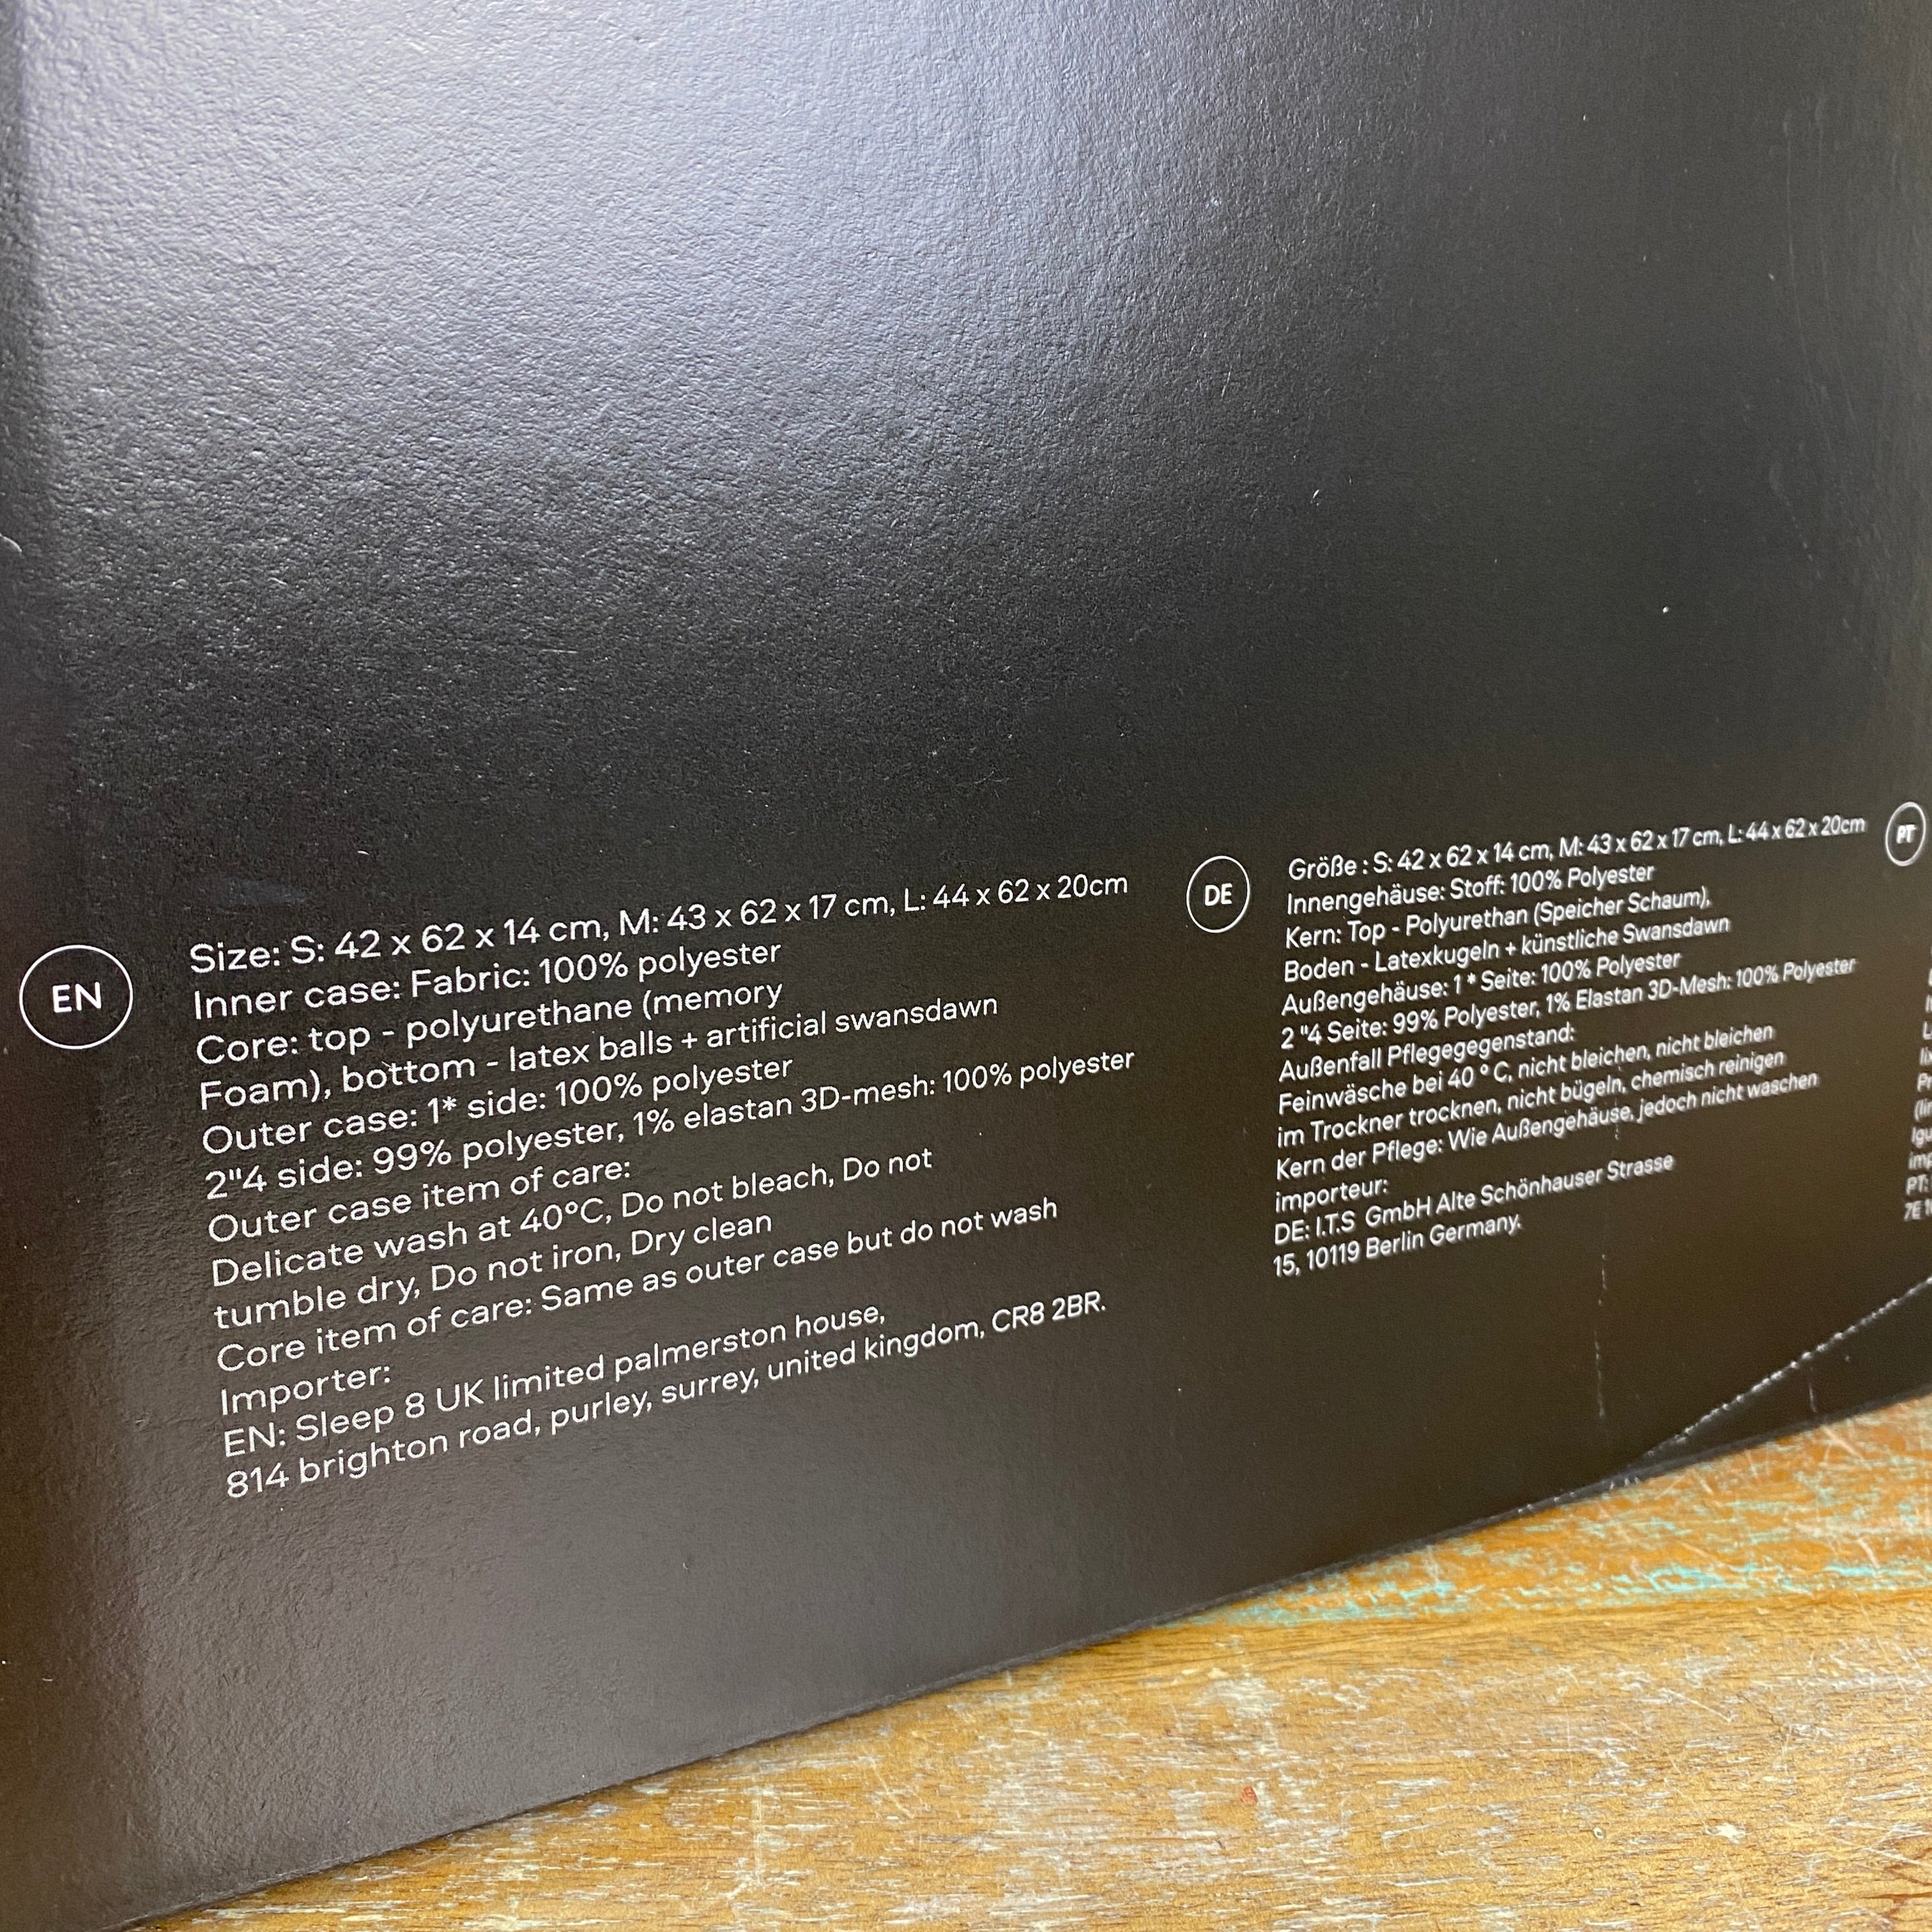 EN
Size: S: 42 x 62 x 14 cm, M: 43 x 62 x 17 cm, L: 44 x 62 x 20cm
Inner case: Fabric: 100% polyester
Core: top - polyurethane (memory
Foam), bottom - latex balls + artificial swansdawn
Outer case: 1* side: 100% polyester
2"4 side: 99% polyester, 1% elastan 3D-mesh: 100% polyester
Outer case item of care:
Delicate wash at 40°C, Do not bleach, Do not
tumble dry, Do not iron, Dry clean
Core item of care: Same as outer case but do not wash
Importer:
EN: Sleep 8 UK limited palmerston house,
814 brighton road, purley, surrey, united kingdom, CR8 2BR.
DE
Größe : S: 42 x 62 x 14 cm, M: 43 x 62 x 17 cm, L: 44 x 62 x 20cm
Innengehäuse: Stoff: 100% Polyester
Kern: Top - Polyurethan (Speicher Schaum),
Boden - Latexkugeln + künstliche Swansdawn
Außengehäuse: 1 * Seite: 100% Polyester
2 "4 Seite: 99% Polyester, 1% Elastan 3D-Mesh: 100% Polyester
Außenfall Pflegegegenstand:
Feinwäsche bei 40 ° C, nicht bleichen, nicht bleichen
im Trockner trocknen, nicht bügeln, chemisch reinigen
Kern der Pflege: Wie Außengehäuse, jedoch nicht waschen
importeur:
DE: I.T.S GmbH Alte Schönhauser Strasse
15, 10119 Berlin Germany.
PT
PT: